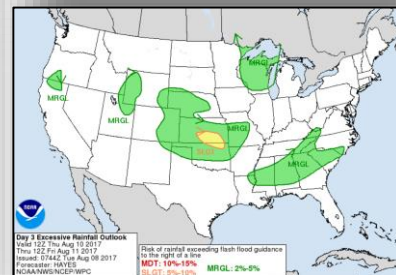 MRGL
MRGL
MRGL
MRGL
SLGT
MRGL
Day 3 Excessive Rainfall Outlook
Valid 12Z Thu Aug 10 2017
Thru 12Z Fri Aug 11 2017
Issued: 0744Z Tue Aug 08 2017
Forecaster: HAYES
NOAA/NWS/NCEP/WPC
Risk of rainfall exceeding flash flood guidance
to the right of a line
MDT: 10%-15%
SLGT: 5%-10%
MRGL: 2%-5%